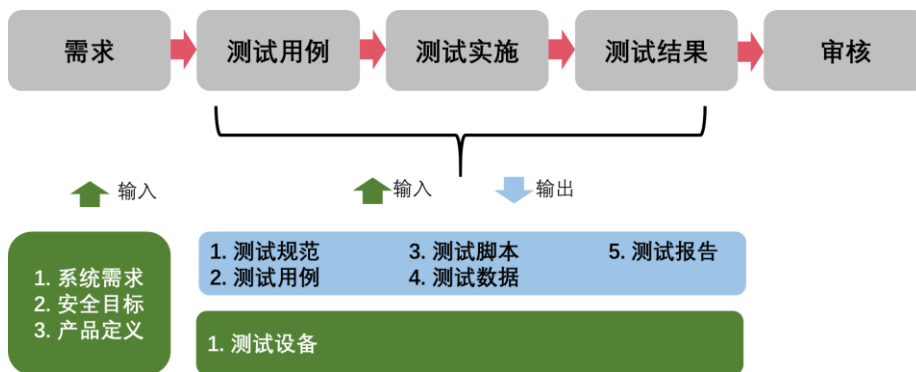 需求
测试用例
测试实施
测试结果
审核
输入
输入
输出
1. 系统需求
2. 安全目标
3. 产品定义
1. 测试规范
2. 测试用例
3. 测试脚本
4. 测试数据
5. 测试报告
1. 测试设备